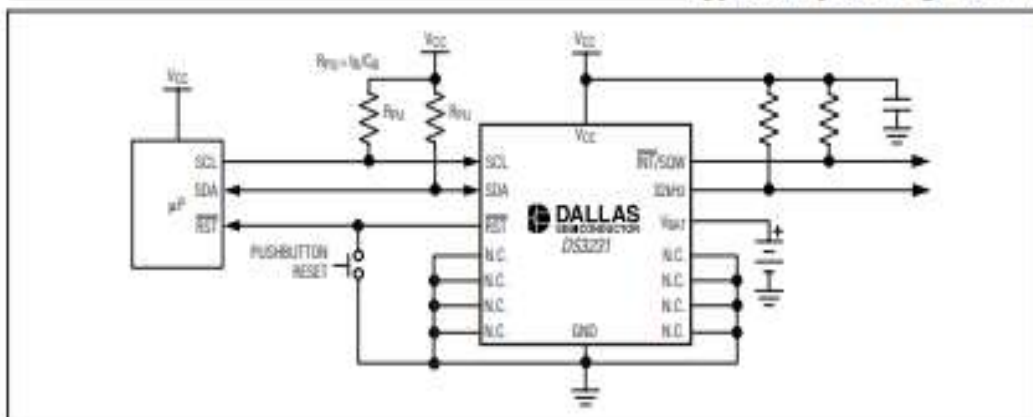 VCC
VCC
VCC
RPU = tR/CB
RPU
RPU
VCC
SCL
SCL
INT/SQW
SDA
SDA
32kHz
μP
RST
RST
DALLAS
SEMICONDUCTOR
DS3231
VBAT
+
PUSHBUTTON
RESET
N.C.
N.C.
N.C.
N.C.
N.C.
N.C.
N.C.
N.C.
GND